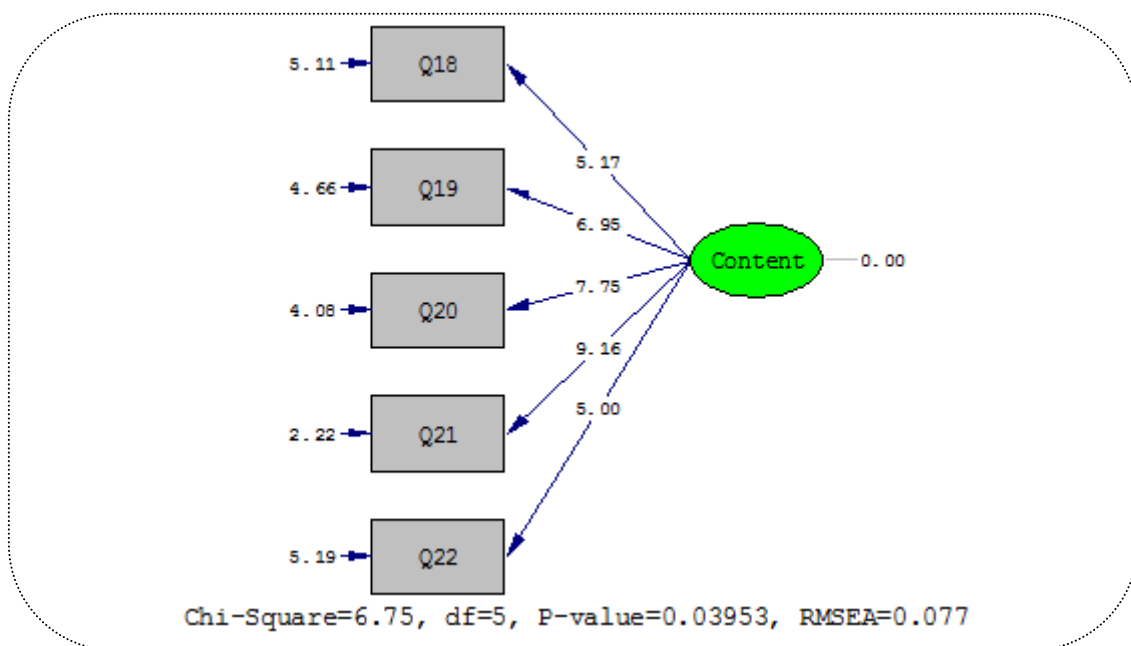 5.11 Q18
5.17
4.66 Q19
6.95
Content 0.00
4.08 Q20
7.75
9.16
2.22 Q21
5.00
5.19 Q22
Chi-Square=6.75, df=5, P-value=0.03953, RMSEA=0.077